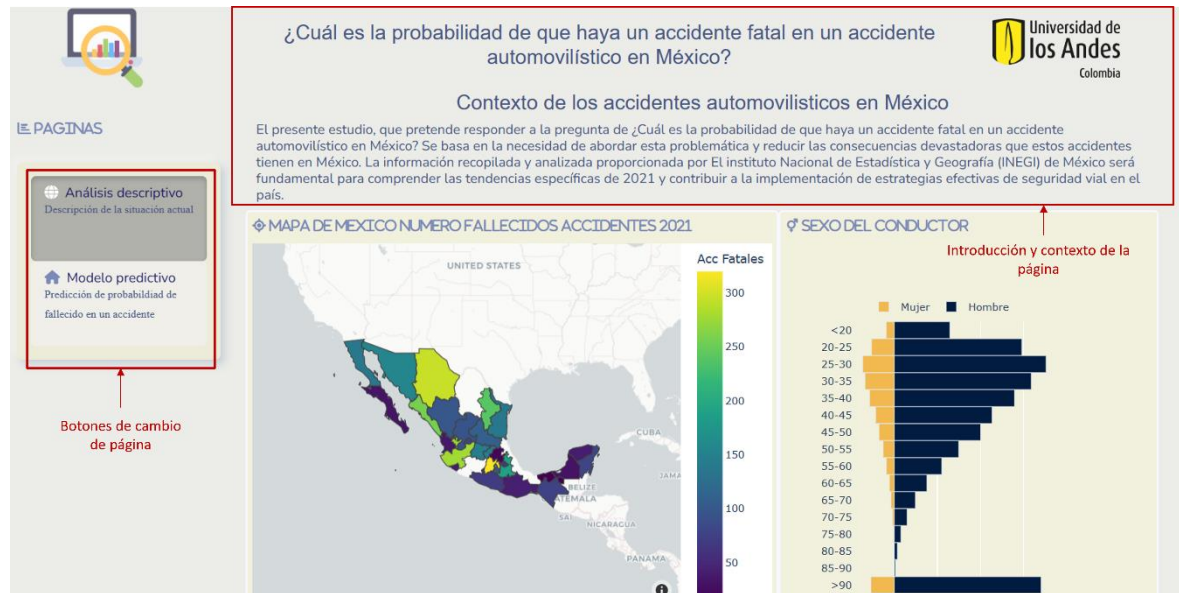 ¿Cuál es la probabilidad de que haya un accidente fatal en un accidente
automovilístico en México?
Universidad de
los Andes
Colombia
Contexto de los accidentes automovilisticos en México
El presente estudio, que pretende responder a la pregunta de ¿Cuál es la probabilidad de que haya un accidente fatal en un accidente
automovilístico en México? Se basa en la necesidad de abordar esta problemática y reducir las consecuencias devastadoras que estos accidentes
tienen en México. La información recopilada y analizada proporcionada por El instituto Nacional de Estadística y Geografía (INEGI) de México será
fundamental para comprender las tendencias específicas de 2021 y contribuir a la implementación de estrategias efectivas de seguridad vial en el
país.
PAGINAS
Análisis descriptivo
Descripción de la situación actual
Modelo predictivo
Predicción de probabildiad de
fallecido en un accidente
Botones de cambio
de página
MAPA DE MEXICO NUMERO FALLECIDOS ACCIDENTES 2021
UNITED STATES
CUBA
JAMA
BELIZE
GUATEMALA
SAL
NICARAGUA
PANAMA
Acc Fatales
300
250
200
150
100
50
SEXO DEL CONDUCTOR
Introducción y contexto de la
página
Mujer Hombre
<20
20-25
25-30
30-35
35-40
40-45
45-50
50-55
55-60
60-65
65-70
70-75
75-80
80-85
85-90
>90